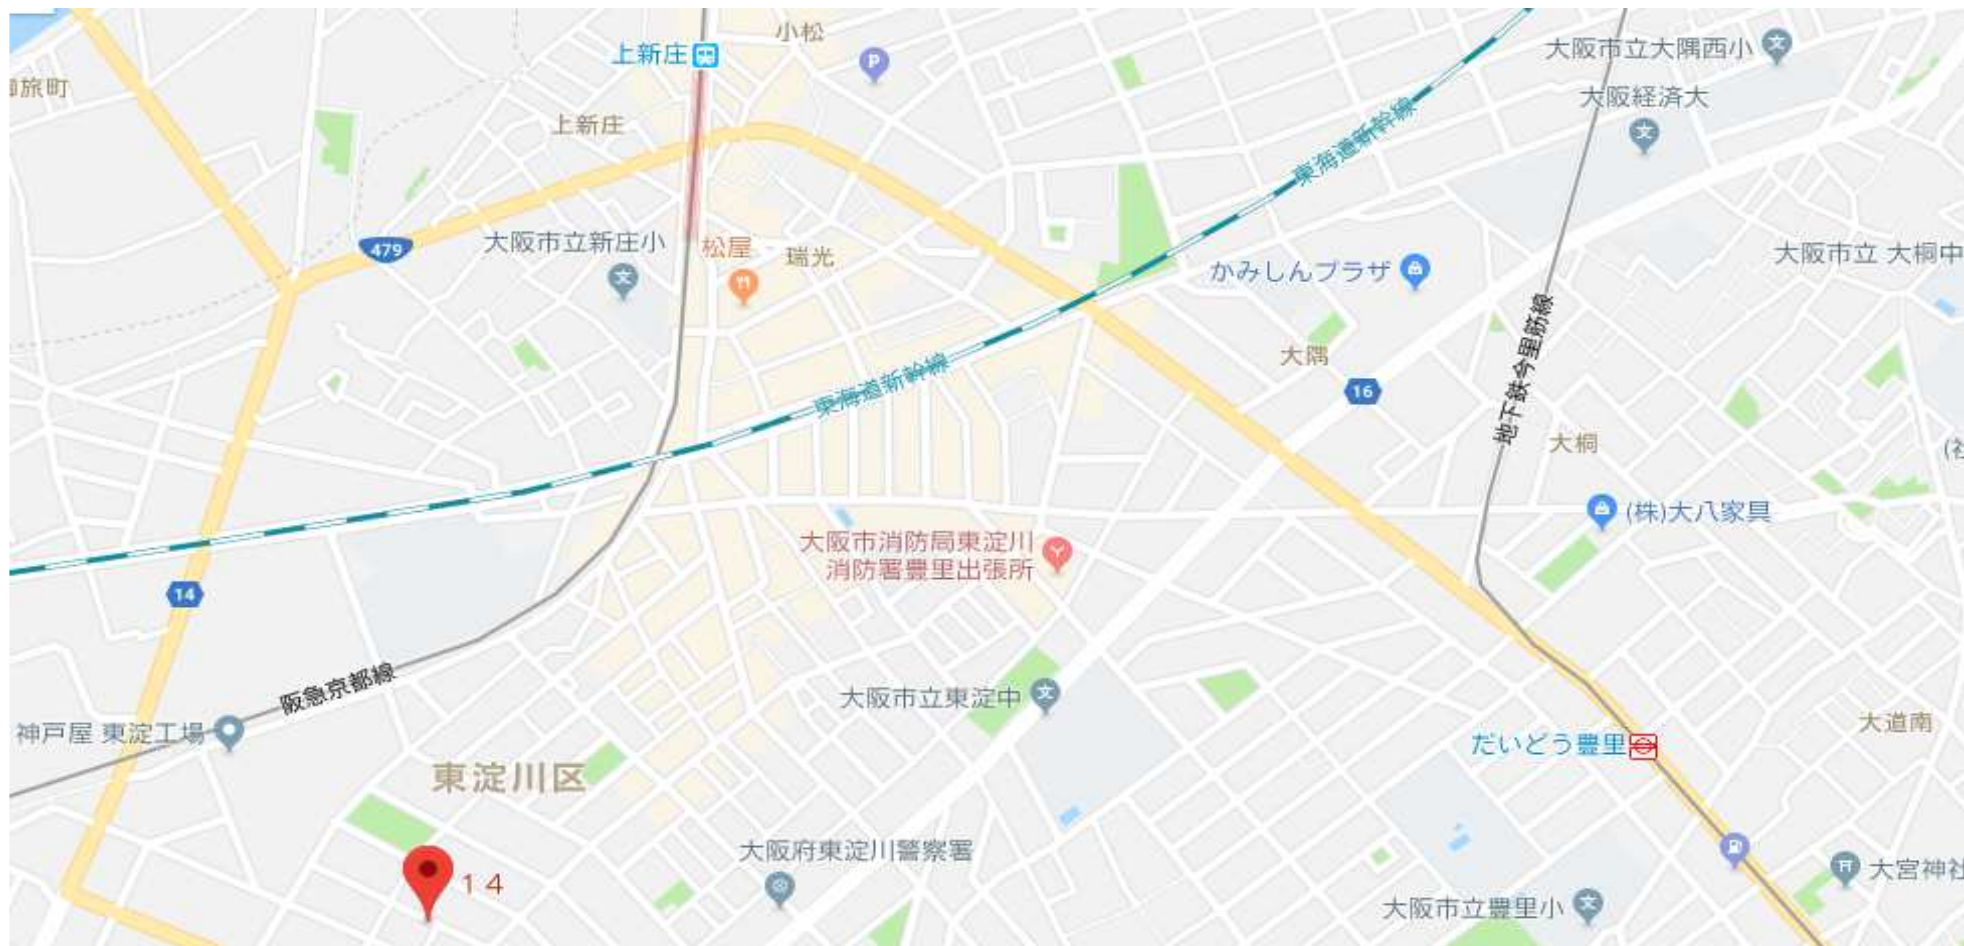 小松
上新庄
大阪市立大隅西小
御旅町
大阪経済大
上新庄
東海道新幹線
479
大阪市立新庄小
松屋
瑞光
かみしんプラザ
大阪市立 大桐中
地下鉄今里筋線
大隅
東海道新幹線
16
大桐
(株)大八家具
大阪市消防局東淀川
消防署豊里出張所
14
阪急京都線
大阪市立東淀中
神戸屋 東淀工場
だいどう豊里
大道南
東淀川区
大阪府東淀川警察署
大宮神社
14
大阪市立豊里小